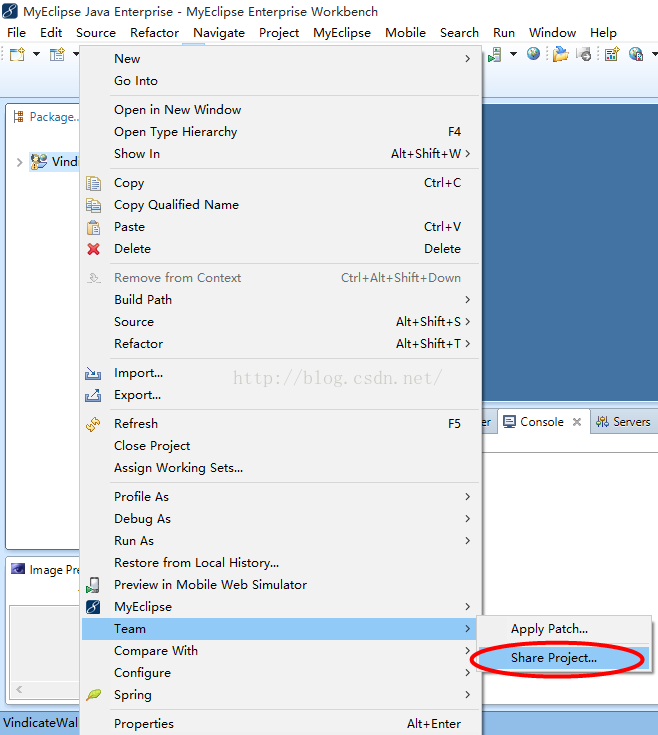 MyEclipse Java Enterprise - MyEclipse Enterprise Workbench
File Edit Source Refactor Navigate Project MyEclipse Mobile Search Run Window Help
Package..
Vindi
New
Go Into
Open in New Window
Open Type Hierarchy F4
Show In Alt+Shift+W
Copy Ctrl+C
Copy Qualified Name
Paste Ctrl+V
Delete Delete
Remove from Context Ctrl+Alt+Shift+Down
Build Path
Source Alt+Shift+S
Refactor Alt+Shift+T
Import...
http://blog.csdn.net/
Export...
Refresh F5
er Console Servers
Close Project
Assign Working Sets...
Profile As
Debug As
Run As
Restore from Local History...
Image Pre
Preview in Mobile Web Simulator
MyEclipse
Team
Apply Patch...
Compare With
Share Project...
Configure
Spring
VindicateWal
Properties Alt+Enter